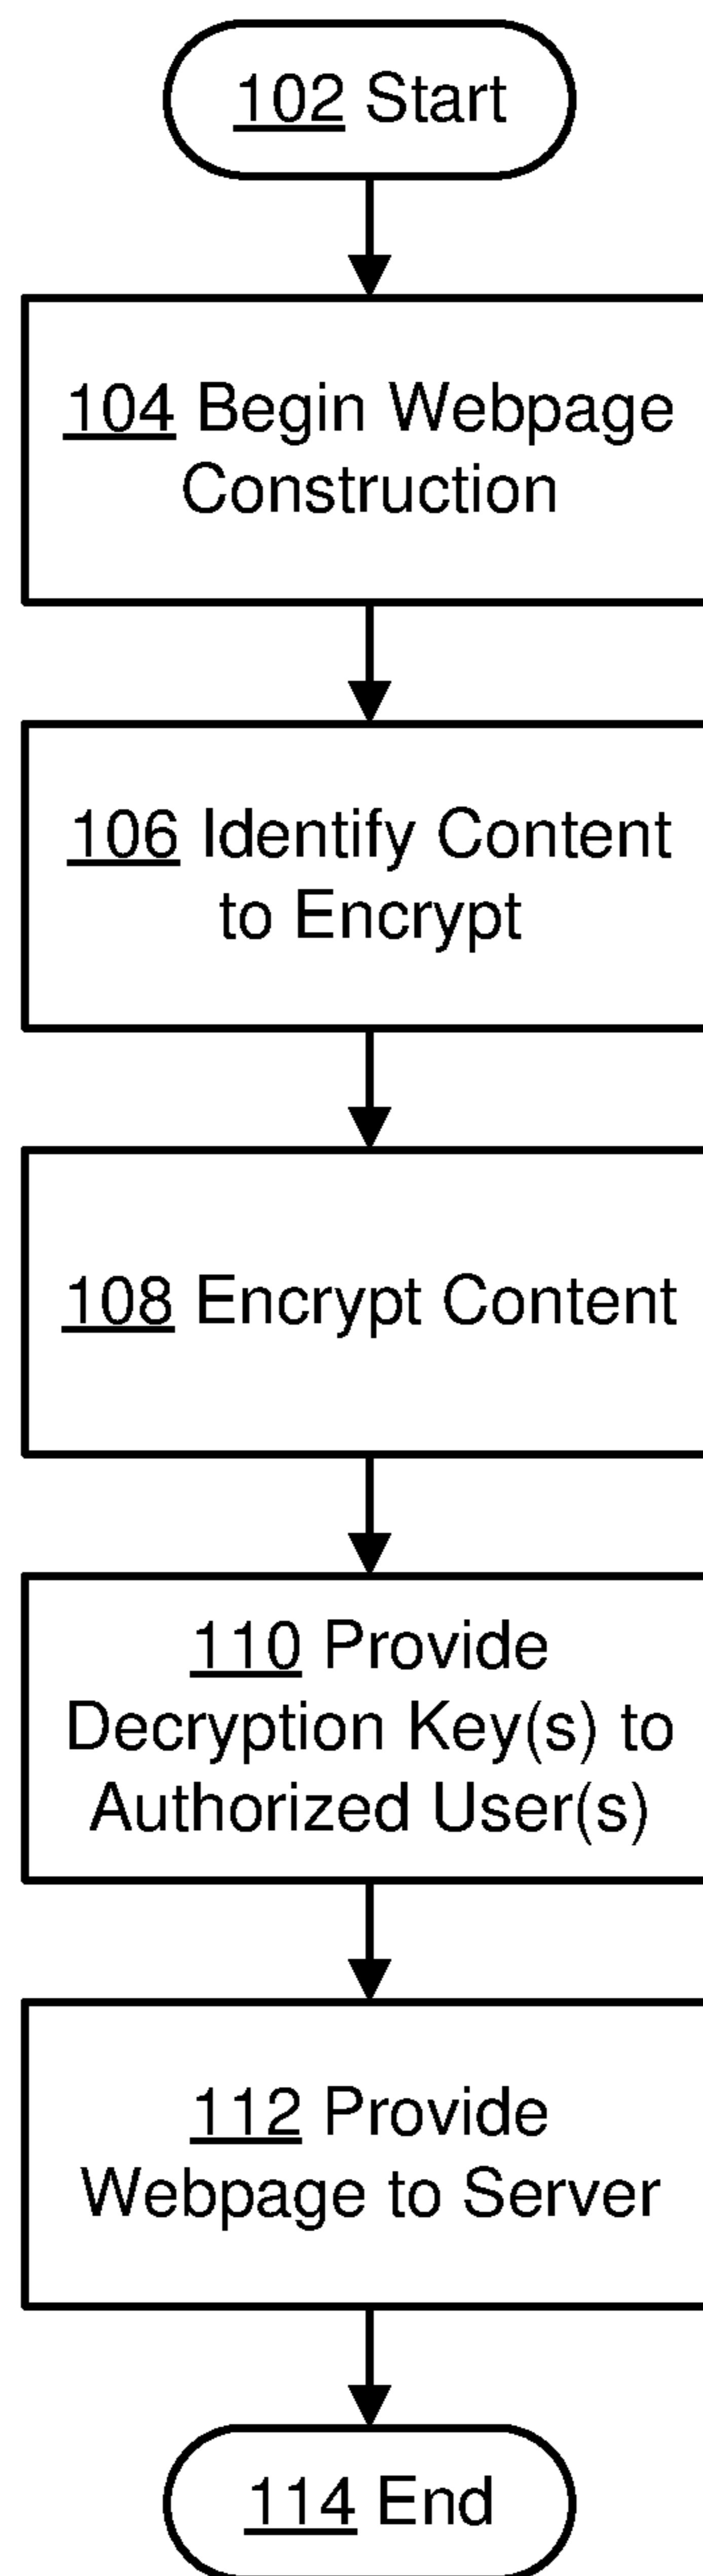 102 Start
104 Begin Webpage
Construction
106 Identify Content
to Encrypt
108 Encrypt Content
110 Provide
Decryption Key(s) to
Authorized User(s)
112 Provide
Webpage to Server
114 End